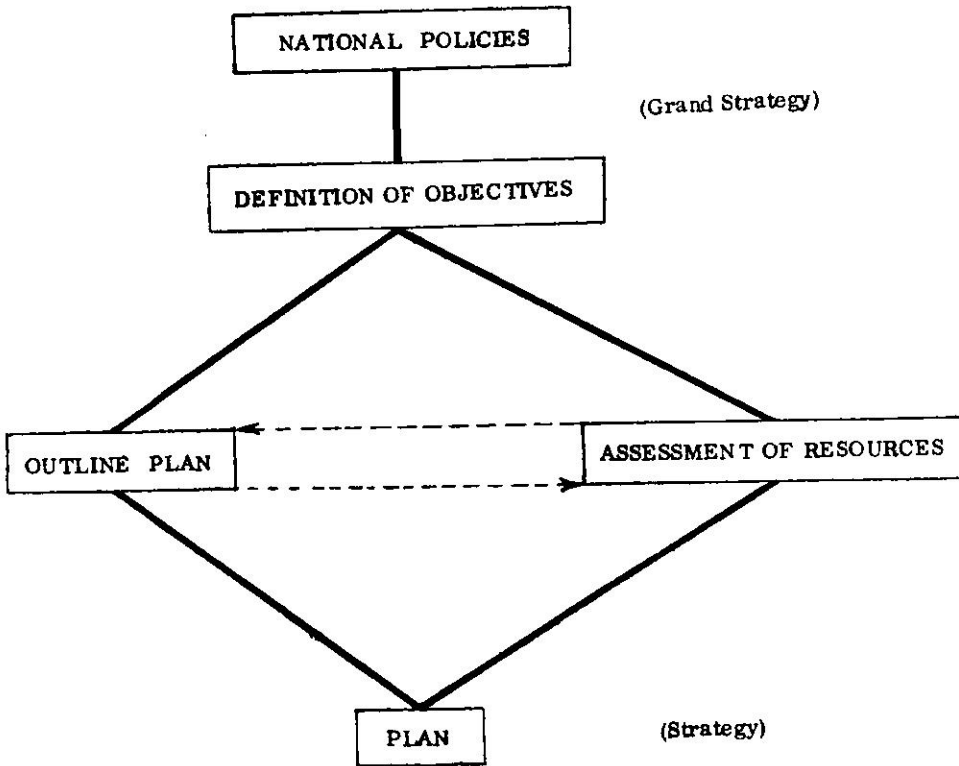 NATIONAL POLICIES
(Grand Strategy)
DEFINITION OF OBJECTIVES
OUTLINE PLAN
ASSESSMENT OF RESOURCES
PLAN
(Strategy)